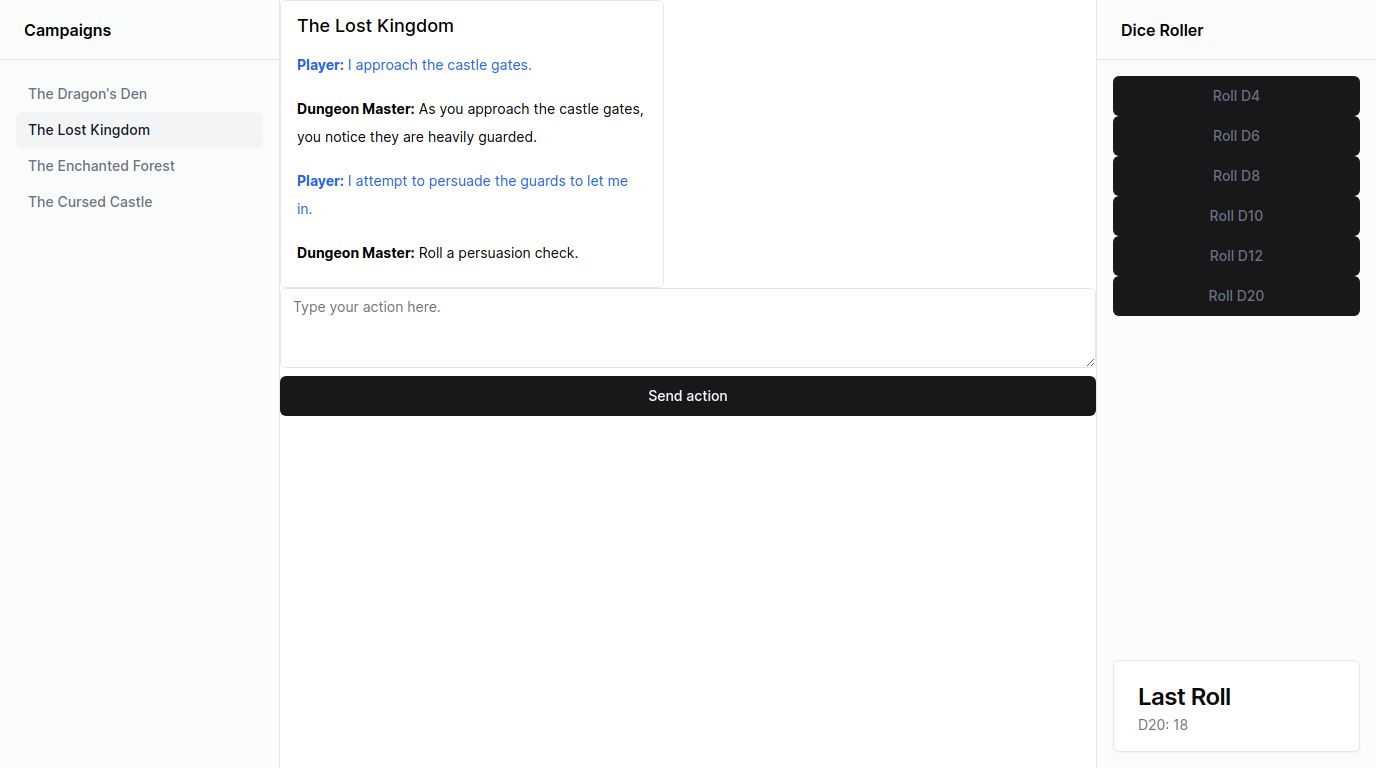 Campaigns
The Dragon's Den
The Lost Kingdom
The Enchanted Forest
The Cursed Castle
The Lost Kingdom
Player: I approach the castle gates.
Dungeon Master: As you approach the castle gates,
you notice they are heavily guarded.
Player: I attempt to persuade the guards to let me
in.
Dungeon Master: Roll a persuasion check.
Type your action here.
Send action
Dice Roller
Roll D4
Roll D6
Roll D8
Roll D10
Roll D12
Roll D20
Last Roll
D20: 18